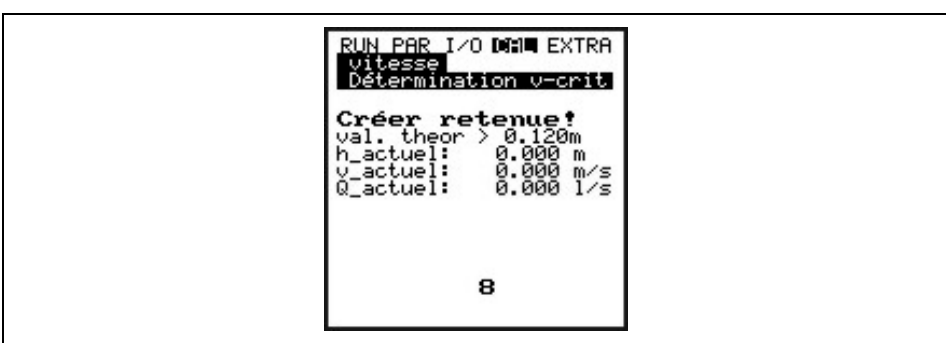 RUN PAR I/O CAL EXTRA
vitesse
Détermination v-crit
Créer retenue!
val. theor > 0.120m
h_actuel: 0.000 m
v_actuel: 0.000 m/s
Q_actuel: 0.000 l/s
8